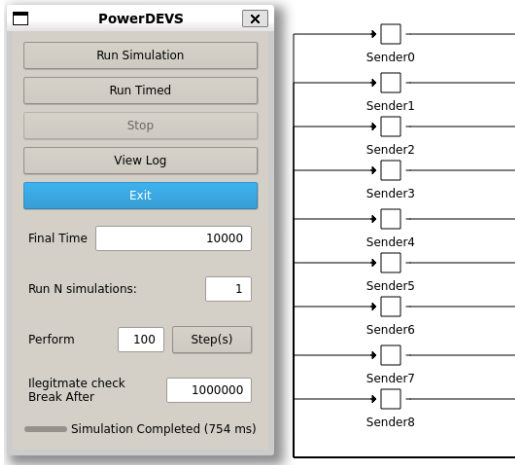 PowerDEVS
Run Simulation
Run Timed
Stop
View Log
Exit
Final Time 10000
Run N simulations: 1
Perform 100 Step(s)
Ilegitmate check
Break After 1000000
Simulation Completed (754 ms)
Sender0
Sender1
Sender2
Sender3
Sender4
Sender5
Sender6
Sender7
Sender8